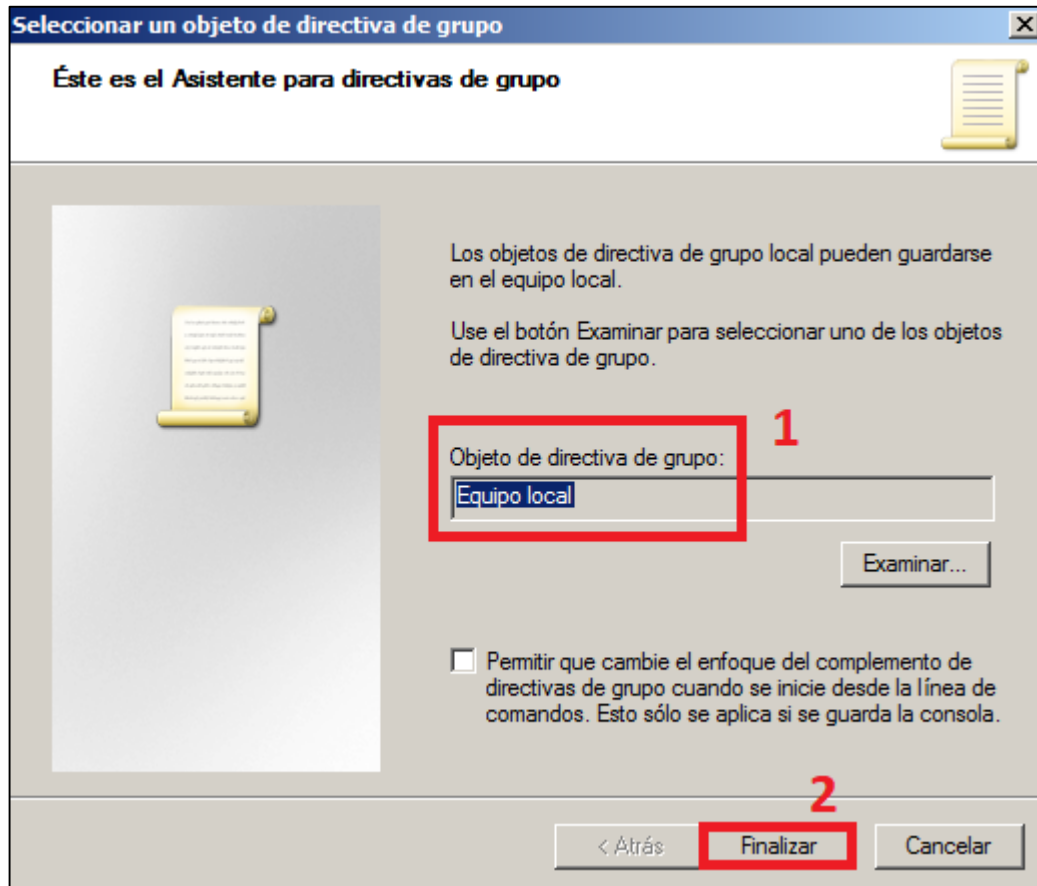 Seleccionar un objeto de directiva de grupo
Éste es el Asistente para directivas de grupo
Los objetos de directiva de grupo local pueden guardarse
en el equipo local.
Use el botón Examinar para seleccionar uno de los objetos
de directiva de grupo.
1
Objeto de directiva de grupo:
Equipo local
Examinar...
Permitir que cambie el enfoque del complemento de
directivas de grupo cuando se inicie desde la línea de
comandos. Esto sólo se aplica si se guarda la consola.
2
< Atrás
Finalizar
Cancelar